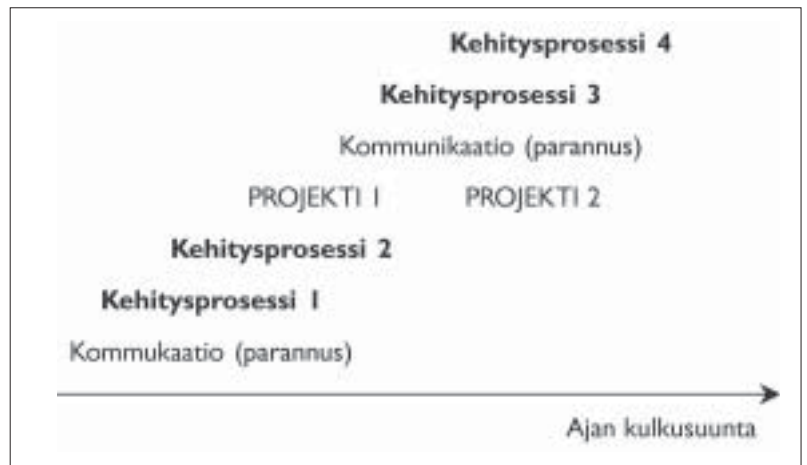 Kehitysprosessi 4
Kehitysprosessi 3
Kommunikaatio (parannus)
PROJEKTI 1 PROJEKTI 2
Kehitysprosessi 2
Kehitysprosessi 1
Kommukaatio (parannus)
Ajan kulkusuunta